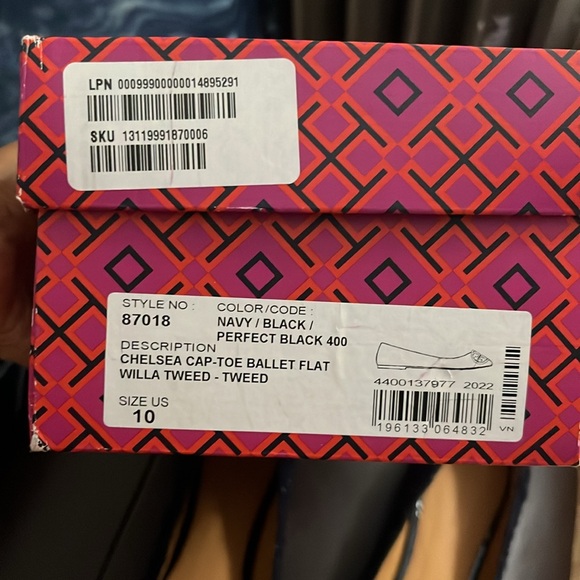 LPN 00099900000014895291
SKU 13119991870006
STYLE NO :
87018
COLOR/CODE :
NAVY / BLACK /
PERFECT BLACK 400
DESCRIPTION
CHELSEA CAP-TOE BALLET FLAT
WILLA TWEED - TWEED
SIZE US
10
4400137977 2022
196133 064832
VN